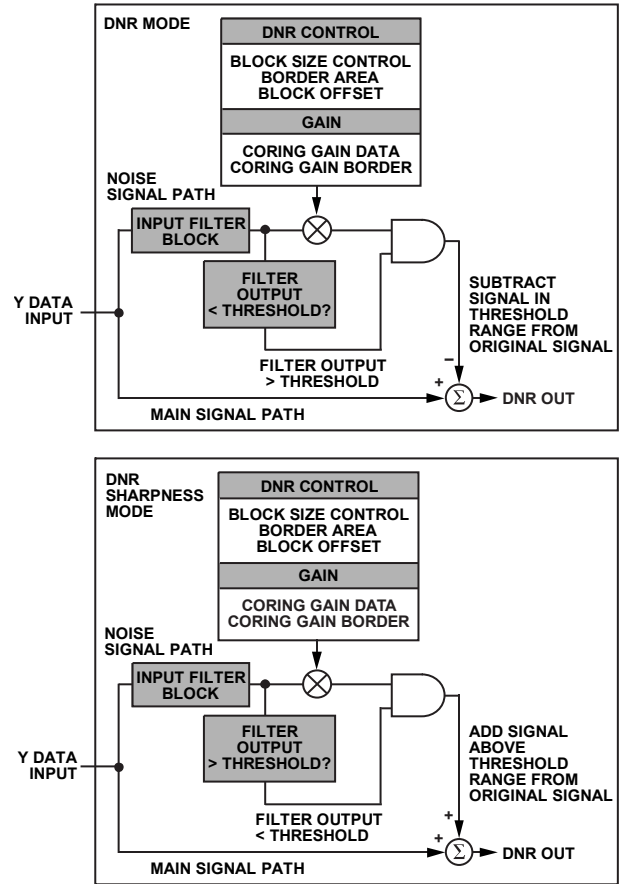 DNR MODE
DNR CONTROL
BLOCK SIZE CONTROL
BORDER AREA
BLOCK OFFSET
GAIN
CORING GAIN DATA
CORING GAIN BORDER
NOISE
SIGNAL PATH
INPUT FILTER
BLOCK
FILTER
OUTPUT
< THRESHOLD?
Y DATA
INPUT
SUBTRACT
SIGNAL IN
THRESHOLD
RANGE FROM
ORIGINAL SIGNAL
FILTER OUTPUT
> THRESHOLD
–
+
Σ
DNR OUT
MAIN SIGNAL PATH
DNR
SHARPNESS
MODE
DNR CONTROL
BLOCK SIZE CONTROL
BORDER AREA
BLOCK OFFSET
GAIN
CORING GAIN DATA
CORING GAIN BORDER
NOISE
SIGNAL PATH
INPUT FILTER
BLOCK
FILTER
OUTPUT
> THRESHOLD?
Y DATA
INPUT
ADD SIGNAL
ABOVE
THRESHOLD
RANGE FROM
ORIGINAL SIGNAL
FILTER OUTPUT
< THRESHOLD
+
+
Σ
DNR OUT
MAIN SIGNAL PATH